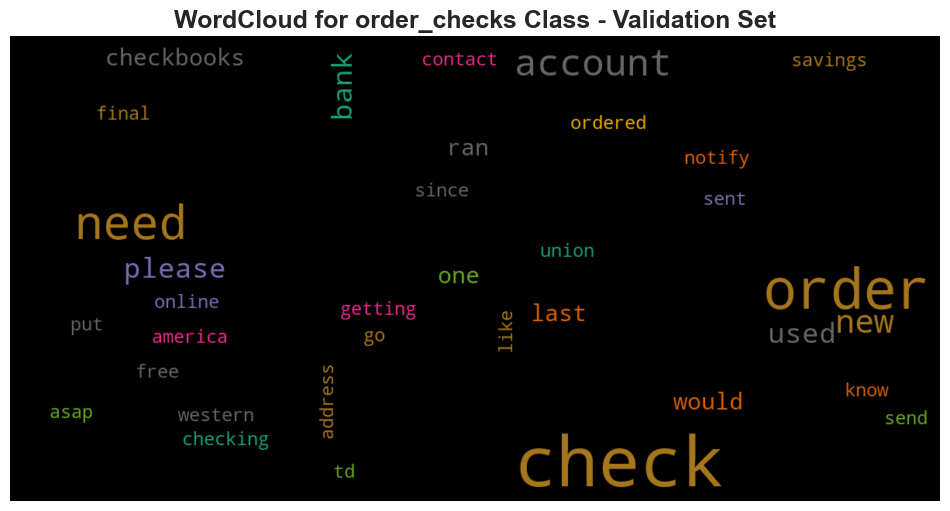 WordCloud for order_checks Class - Validation Set
checkbooks
bank
contact
account
savings
final
ordered
ran
notify
since
sent
need
union
please
one
order
online
getting
like
last
new
put
america
go
used
free
address
know
asap
western
would
send
checking
check
td